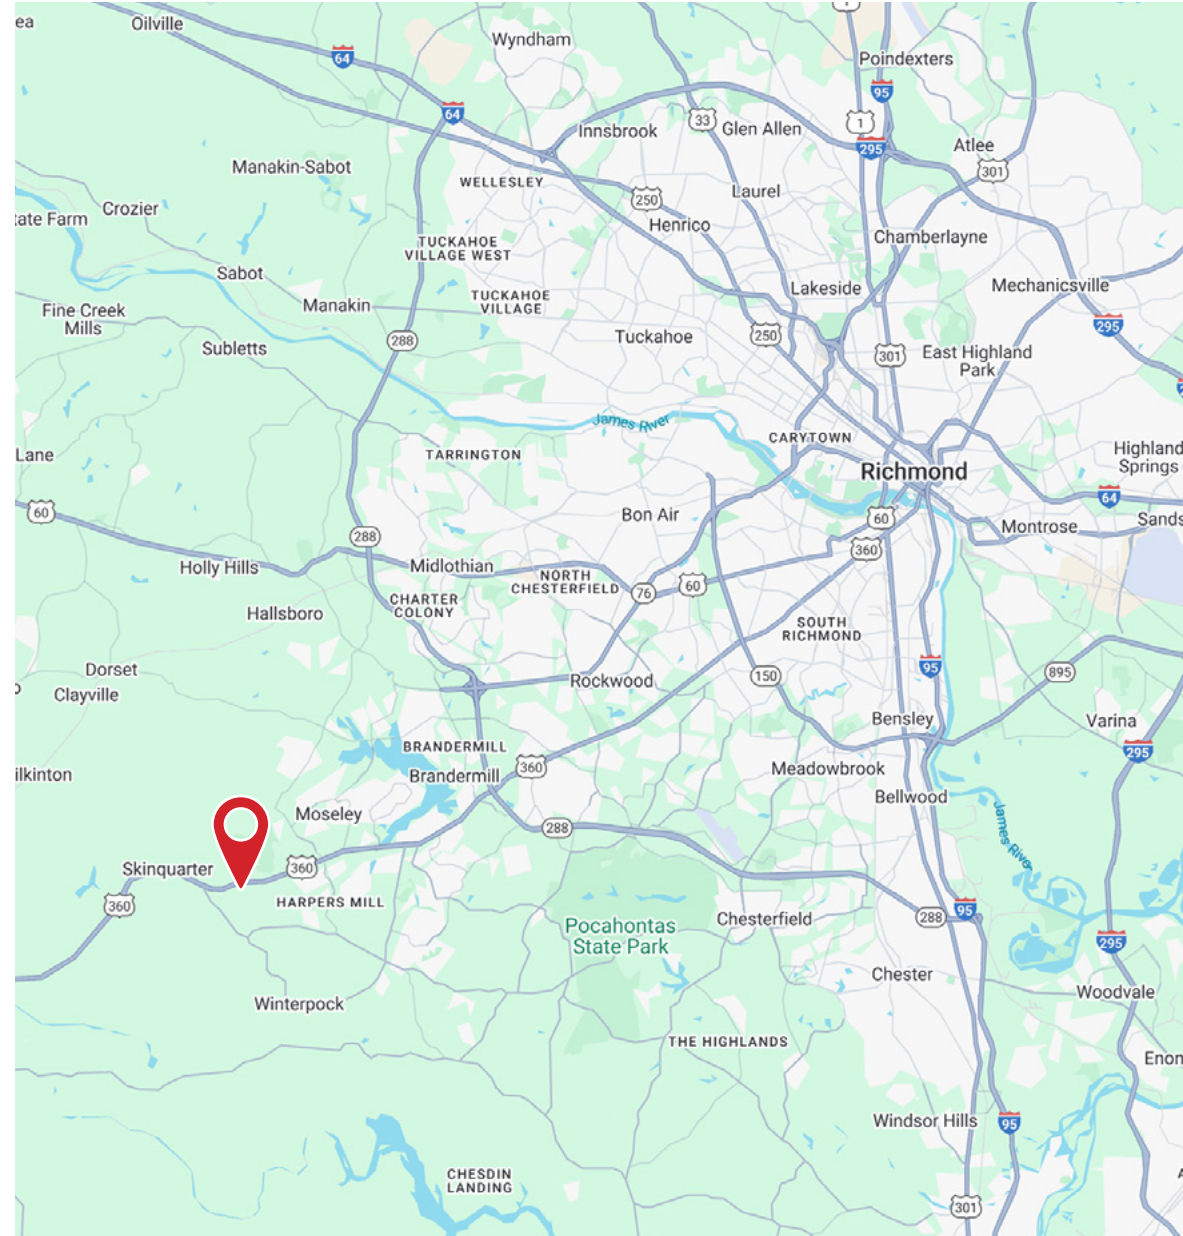 ea
Oilville
Wyndham
1
64
Poindexters
95
64
33
Innsbrook
Glen Allen
1
295
Atlee
301
Manakin-Sabot
WELLESLEY
250
Laurel
tate Farm
Crozier
Henrico
TUCKAHOE
VILLAGE WEST
Chamberlayne
Sabot
Lakeside
Mechanicsville
Fine Creek
Mills
Manakin
TUCKAHOE
VILLAGE
Tuckahoe
250
295
288
Subletts
301
East Highland
Park
James River
CARYTOWN
Lane
TARRINGTON
Richmond
Highland
Springs
64
60
Bon Air
60
Montrose
Sands
288
360
Holly Hills
Midlothian
NORTH
CHESTERFIELD
76
60
CHARTER
COLONY
Hallsboro
SOUTH
RICHMOND
95
895
Dorset
Clayville
Rockwood
150
Bensley
Varina
295
BRANDERMILL
Brandermill
360
Meadowbrook
ilkinton
Bellwood
Moseley
288
James River
Skinquarter
360
360
HARPERS MILL
Pocahontas
State Park
Chesterfield
288
95
295
Chester
Woodvale
Winterpock
THE HIGHLANDS
Enon
Windsor Hills
95
CHESDIN
LANDING
301